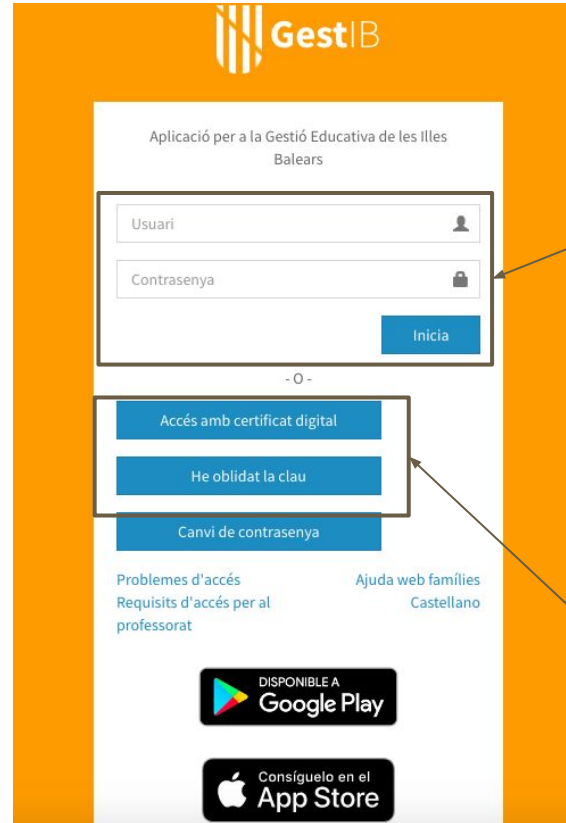 GestIB
Aplicació per a la Gestió Educativa de les Illes
Balears
Usuari
Contrasenya
Inicia
- O -
Accés amb certificat digital
He oblidat la clau
Canvi de contrasenya
Problemes d'accés
Ajuda web famílies
Requisits d'accés per al
Castellano
professorat
DISPONIBLE A
Google Play
Consíguelo en el
App Store